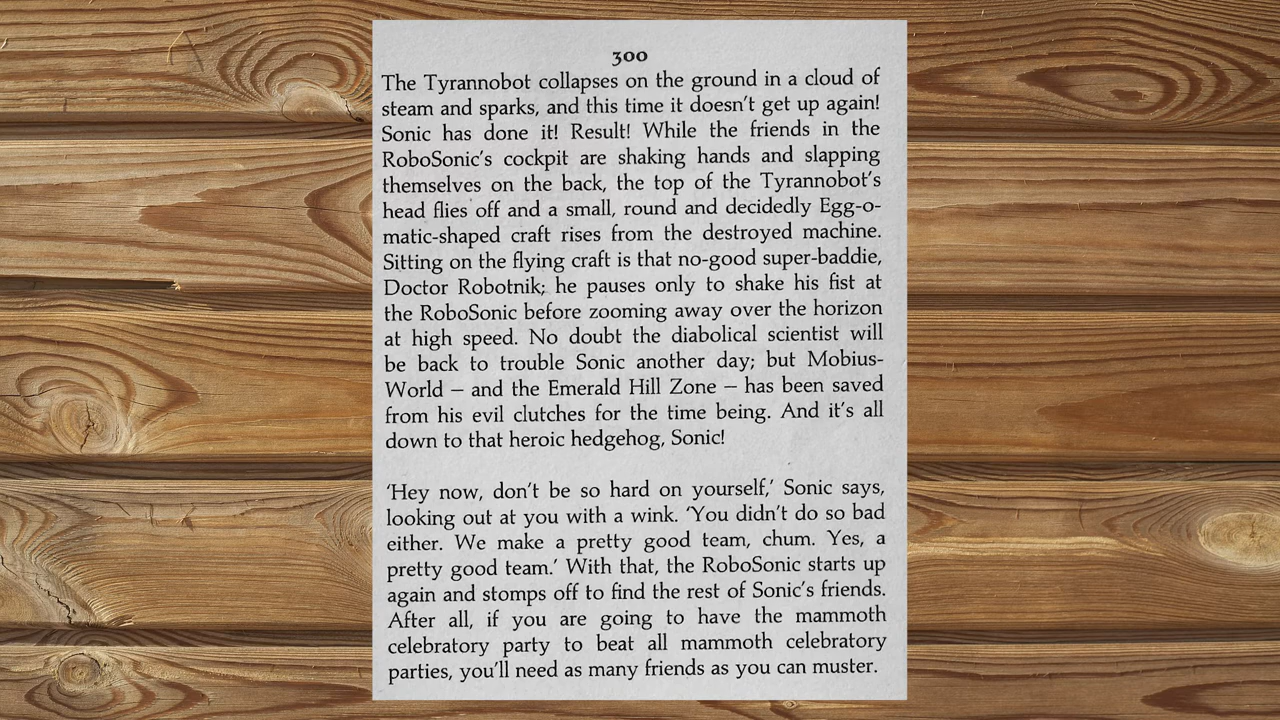 300
The Tyrannobot collapses on the ground in a cloud of
steam and sparks, and this time it doesn't get up again!
Sonic has done it! Result! While the friends in the
RoboSonic's cockpit are shaking hands and slapping
themselves on the back, the top of the Tyrannobot's
head flies off and a small, round and decidedly Egg-o-
matic-shaped craft rises from the destroyed machine.
Sitting on the flying craft is that no-good super-baddie,
Doctor Robotnik; he pauses only to shake his fist at
the RoboSonic before zooming away over the horizon
at high speed. No doubt the diabolical scientist will
be back to trouble Sonic another day; but Mobius-
World – and the Emerald Hill Zone – has been saved
from his evil clutches for the time being. And it's all
down to that heroic hedgehog, Sonic!
'Hey now, don't be so hard on yourself,' Sonic says,
looking out at you with a wink. 'You didn't do so bad
either. We make a pretty good team, chum. Yes, a
pretty good team.' With that, the RoboSonic starts up
again and stomps off to find the rest of Sonic's friends.
After all, if you are going to have the mammoth
celebratory party to beat all mammoth celebratory
parties, you'll need as many friends as you can muster.